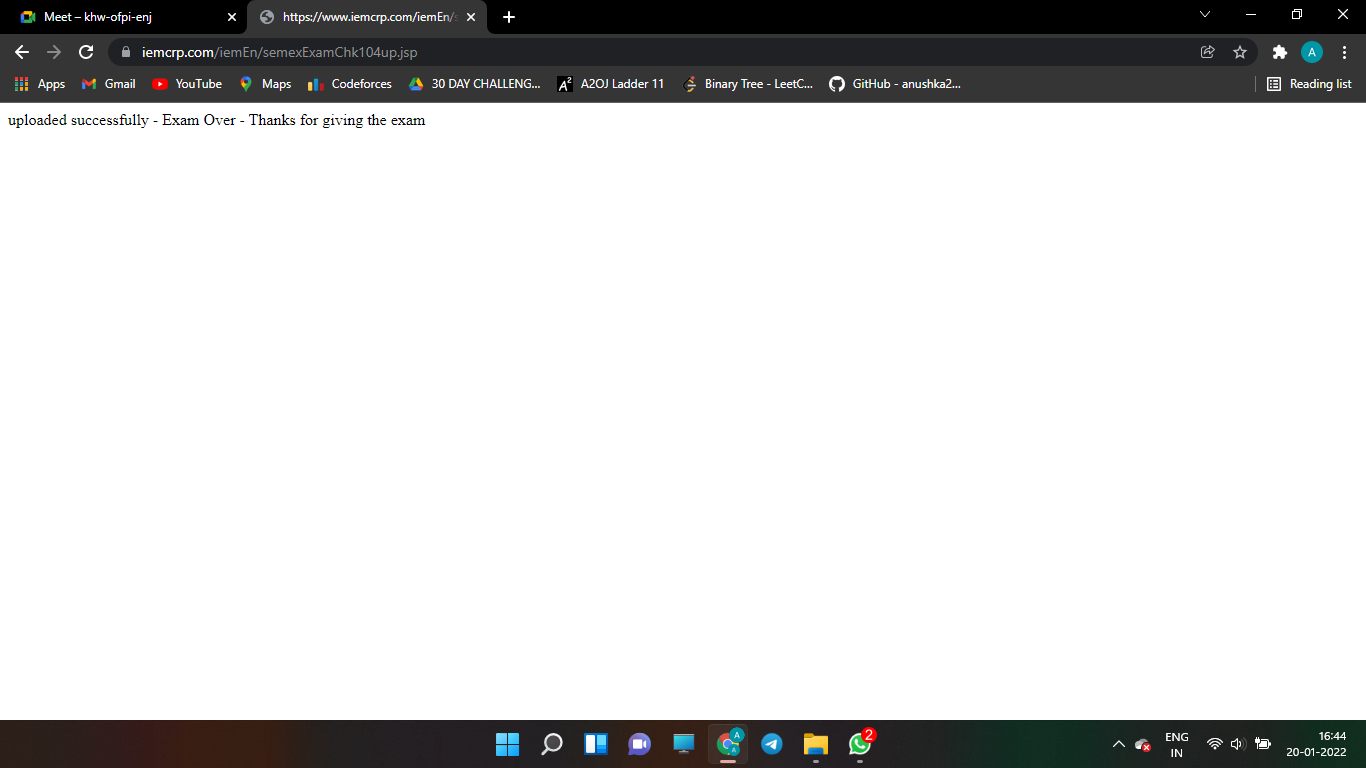 Meet – khw-ofpi-enj
https://www.iemcrp.com/iemEn/s
iemcrp.com/iemEn/semexExamChk104up.jsp
A
Apps Gmail YouTube Maps Codeforces 30 DAY CHALLENG... A2OJ Ladder 11 Binary Tree - LeetC... GitHub - anushka2... Reading list
uploaded successfully - Exam Over - Thanks for giving the exam
A
A
2
ENG
IN
16:44
20-01-2022